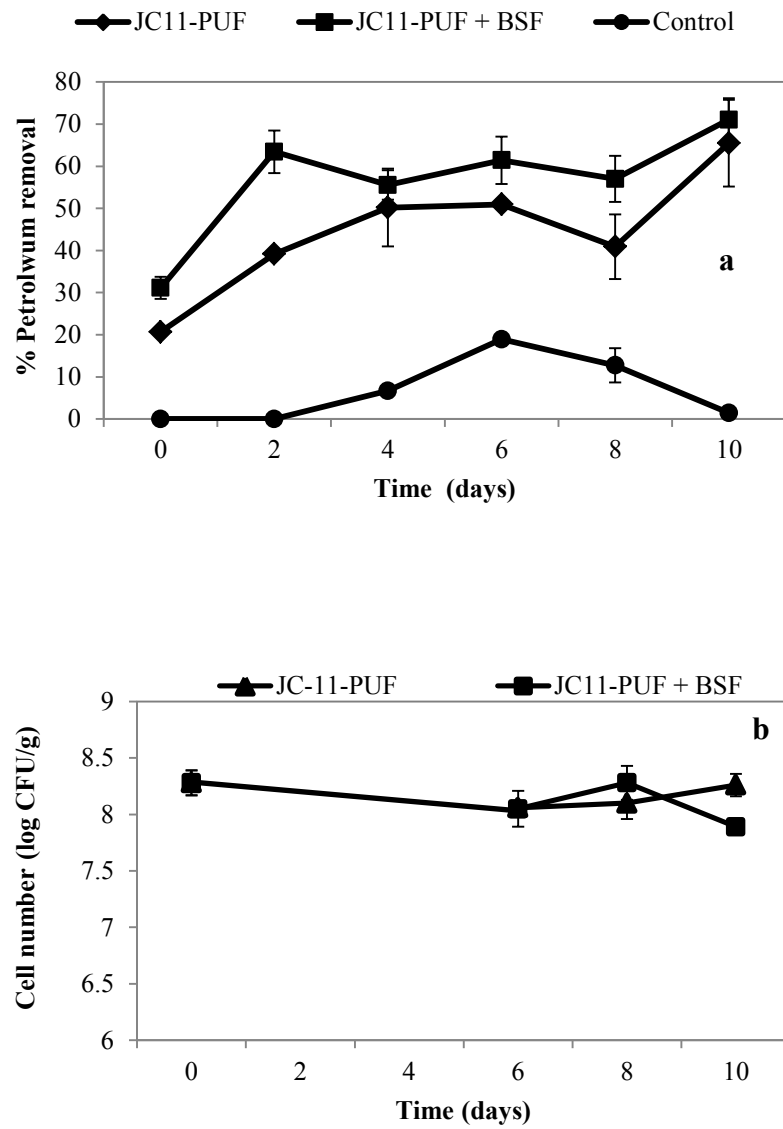 JC11-PUF JC11-PUF + BSF Control
80
70
60
50
40
30
20
10
0
% Petrolwum removal
a
0 2 4 6 8 10
Time (days)
JC-11-PUF JC11-PUF + BSF
9
8.5
8
7.5
7
6.5
6
Cell number (log CFU/g)
b
0 2 4 6 8 10
Time (days)